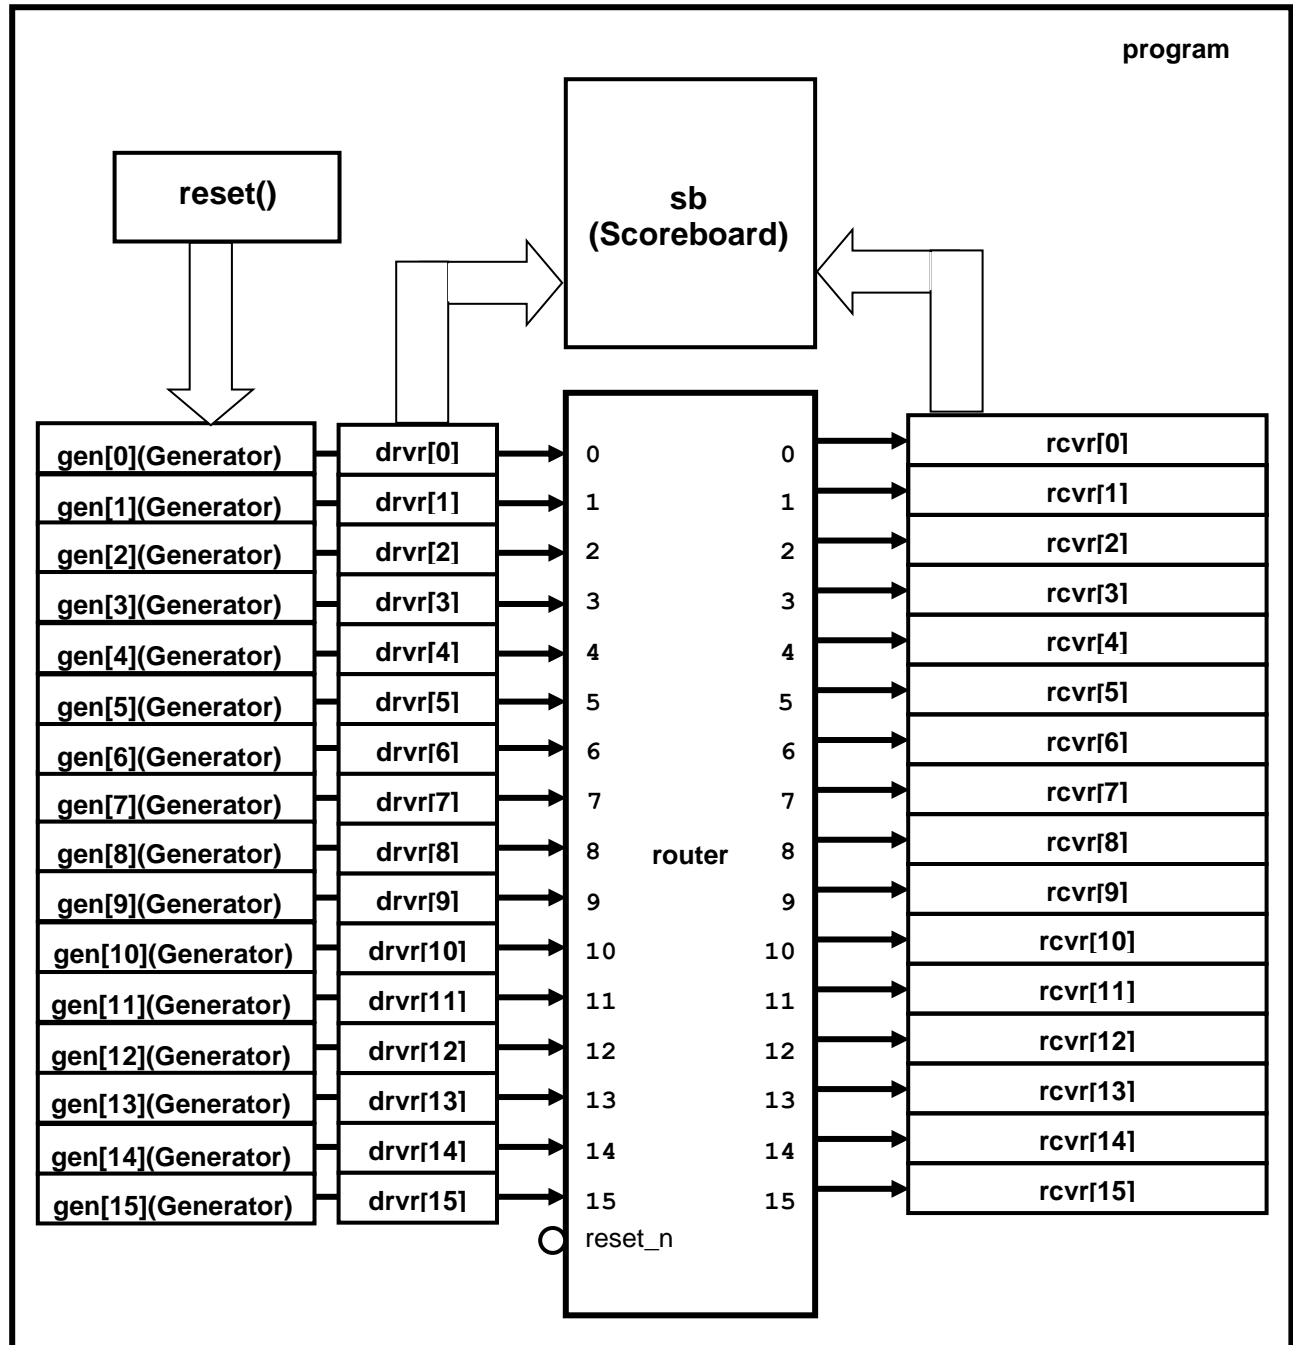 program
reset()
sb
(Scoreboard)
gen[0](Generator) drvr[0] 0 0 rcvr[0]
gen[1](Generator) drvr[1] 1 1 rcvr[1]
gen[2](Generator) drvr[2] 2 2 rcvr[2]
gen[3](Generator) drvr[3] 3 3 rcvr[3]
gen[4](Generator) drvr[4] 4 4 rcvr[4]
gen[5](Generator) drvr[5] 5 5 rcvr[5]
gen[6](Generator) drvr[6] 6 6 rcvr[6]
gen[7](Generator) drvr[7] 7 7 rcvr[7]
gen[8](Generator) drvr[8] 8 router 8 rcvr[8]
gen[9](Generator) drvr[9] 9 9 rcvr[9]
gen[10](Generator) drvr[10] 10 10 rcvr[10]
gen[11](Generator) drvr[11] 11 11 rcvr[11]
gen[12](Generator) drvr[12] 12 12 rcvr[12]
gen[13](Generator) drvr[13] 13 13 rcvr[13]
gen[14](Generator) drvr[14] 14 14 rcvr[14]
gen[15](Generator) drvr[15] 15 15 rcvr[15]
reset_n